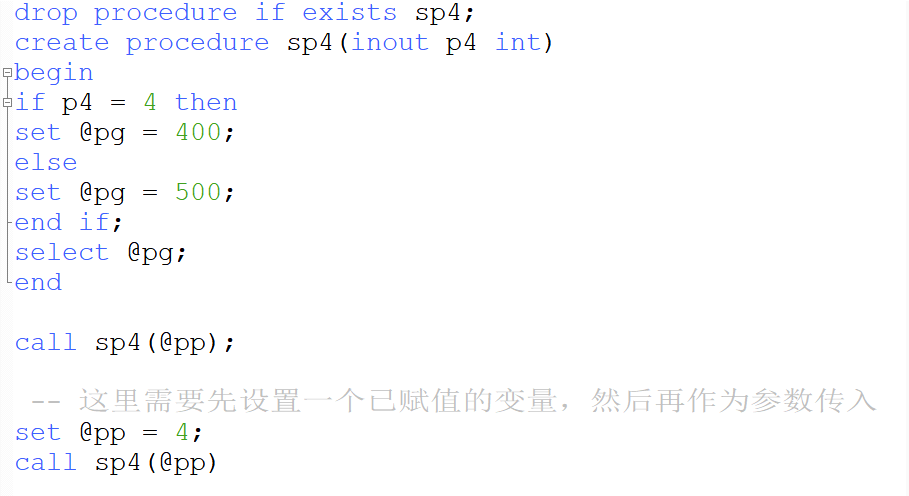 drop procedure if exists sp4;
create procedure sp4(inout p4 int)
begin
if p4 = 4 then
set @pg = 400;
else
set @pg = 500;
end if;
select @pg;
end
call sp4(@pp);
-- 这里需要先设置一个已赋值的变量，然后再作为参数传入
set @pp = 4;
call sp4(@pp)